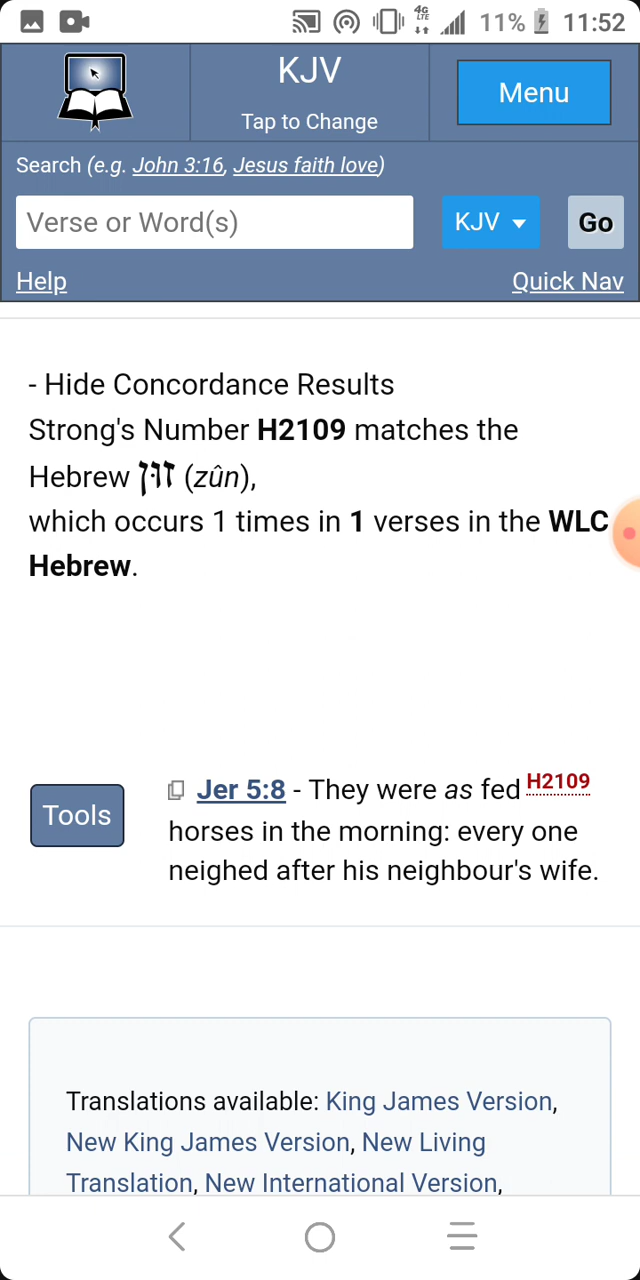 4G
LTE
11% 11:52
KJV
Tap to Change
Menu
Search (e.g. John 3:16, Jesus faith love)
Verse or Word(s)
KJV
Go
Help
Quick Nav
- Hide Concordance Results
Strong's Number H2109 matches the
Hebrew זוּן (zûn),
which occurs 1 times in 1 verses in the WLC
Hebrew.
Tools
Jer 5:8 - They were as fed H2109
horses in the morning: every one
neighed after his neighbour's wife.
Translations available: King James Version,
New King James Version, New Living
Translation, New International Version,